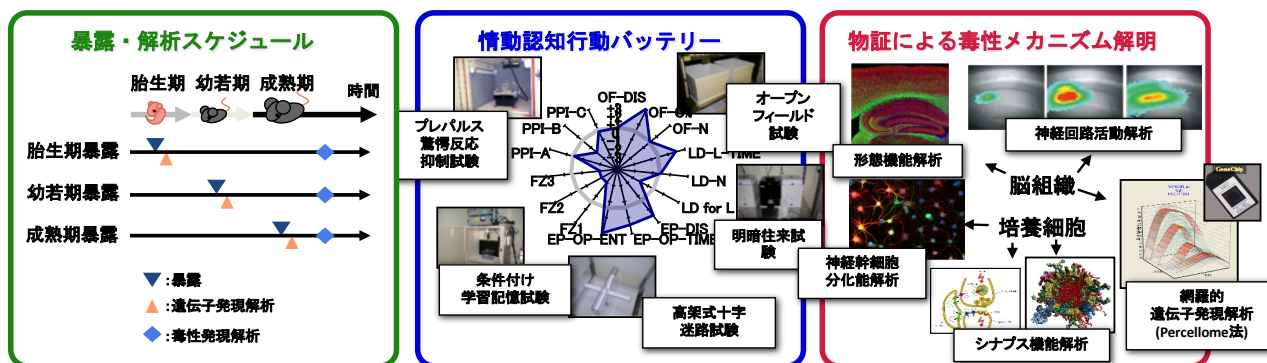 暴露・解析スケジュール
胎生期
幼若期
成熟期
時間
胎生期暴露
幼若期暴露
成熟期暴露
:暴露
:遺伝子発現解析
:毒性発現解析
情動認知行動バッテリー
プレパルス
驚愕反応
抑制試験
オープン
フィールド
試験
OF-DIS
OF-N
LD-L-TIME
LD-N
LD for L
EP-DIS
EP-OP-TIME
EP-OP-ENT
FZ1
FZ2
FZ3
PPI-A
PPI-B
PPI-C
条件付け
学習記憶試験
高架式十字
迷路試験
明暗往来試
験
物証による毒性メカニズム解明
形態機能解析
神経回路活動解析
脳組織
培養細胞
神経幹細胞
分化能解析
シナプス機能解析
GeneChip
網羅的
遺伝子発現解析
(Percellome法)